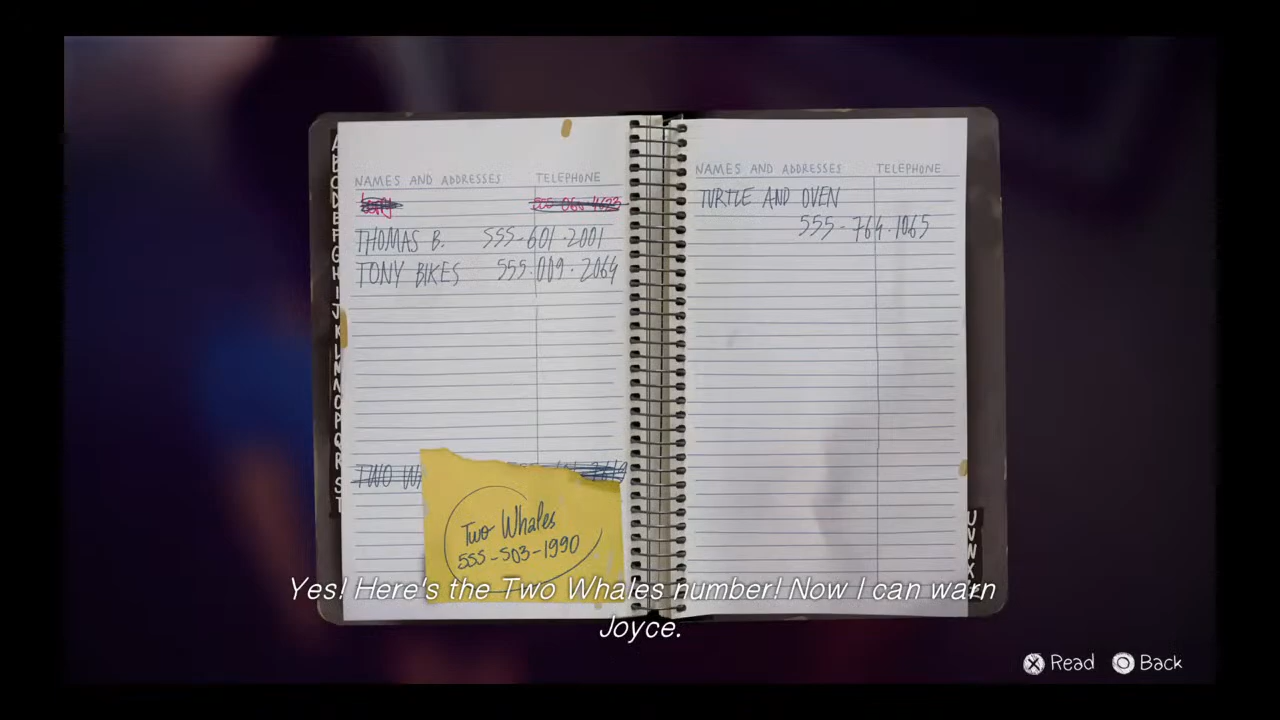 NAMES AND ADDRESSES TELEPHONE
THOMAS B. 555-601-2001
TONY BIKES 555-009-2064
TWO
Two Whales
555-503-1990
NAMES AND ADDRESSES TELEPHONE
TURTLE AND OVEN
555-764-1065
A
B
C
D
E
F
G
H
I
J
K
L
M
N
O
P
Q
R
S
T
U
V
W
X
Yes! Here's the Two Whales number! Now I can warn
Joyce.
Read Back